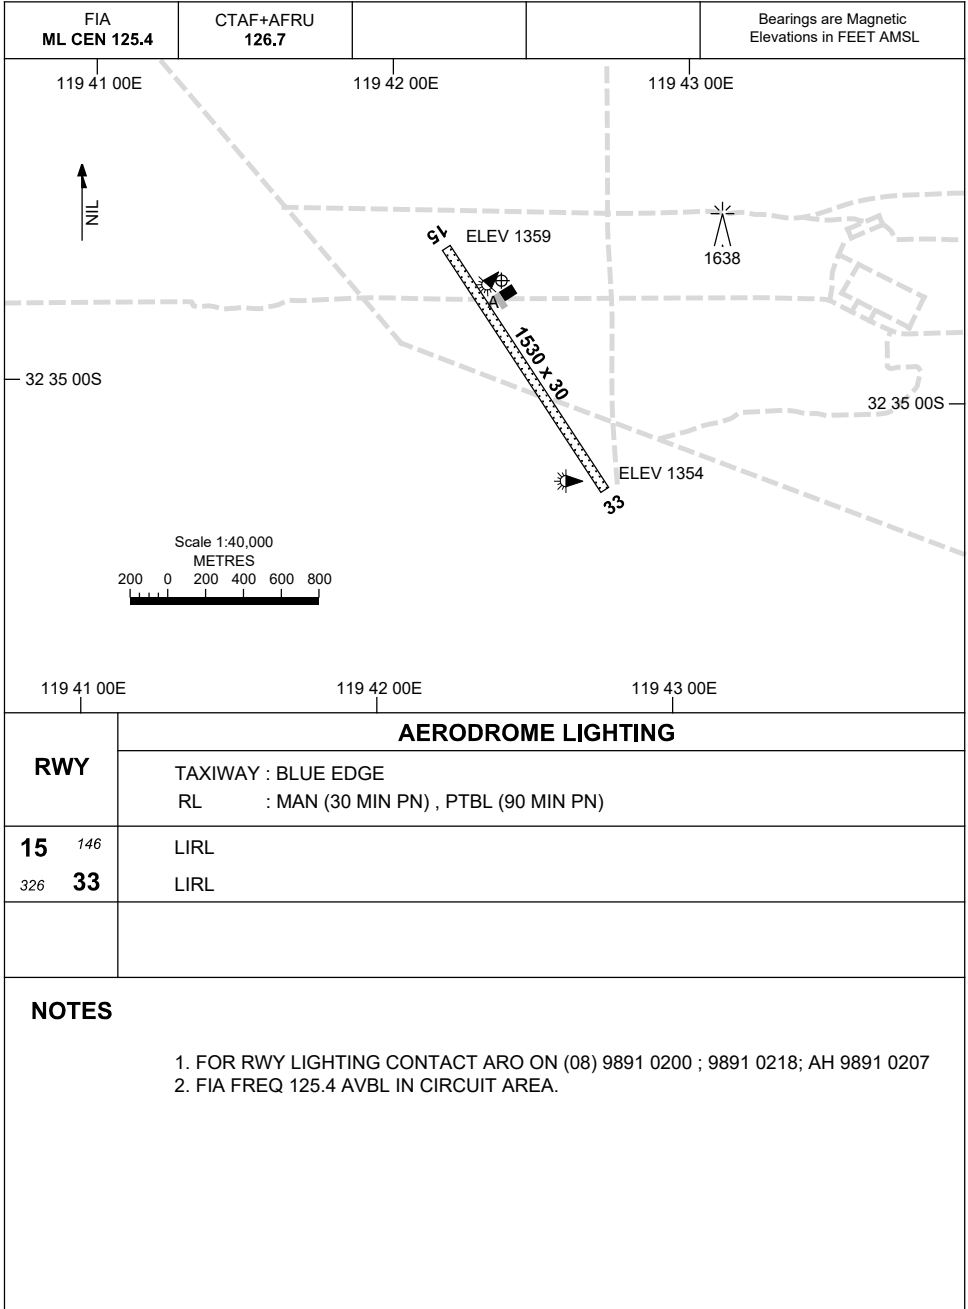 FIA
ML CEN 125.4
CTAF+AFRU
126.7
Bearings are Magnetic
Elevations in FEET AMSL
119 41 00E
119 42 00E
119 43 00E
NIL
15
ELEV 1359
1638
A
1530 x 30
32 35 00S
32 35 00S
ELEV 1354
33
Scale 1:40,000
METRES
200 0 200 400 600 800
119 41 00E
119 42 00E
119 43 00E
RWY
AERODROME LIGHTING
TAXIWAY : BLUE EDGE
RL : MAN (30 MIN PN) , PTBL (90 MIN PN)
15 146 LIRL
326 33 LIRL
NOTES
1. FOR RWY LIGHTING CONTACT ARO ON (08) 9891 0200 ; 9891 0218; AH 9891 0207
2. FIA FREQ 125.4 AVBL IN CIRCUIT AREA.